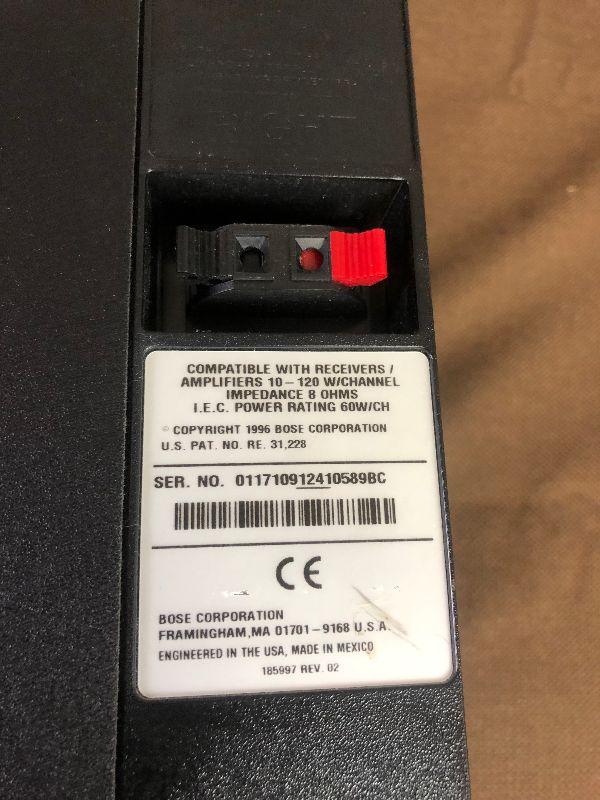 RIGHT
COMPATIBLE WITH RECEIVERS /
AMPLIFIERS 10 – 120 W/CHANNEL
IMPEDANCE 8 OHMS
I.E.C. POWER RATING 60W/CH
© COPYRIGHT 1996 BOSE CORPORATION
U.S. PAT. NO. RE. 31,228
SER. NO. 011710912410589BC
CE
BOSE CORPORATION
FRAMINGHAM,MA 01701 – 9168 U.S.A.
ENGINEERED IN THE USA, MADE IN MEXICO
185997 REV. 02